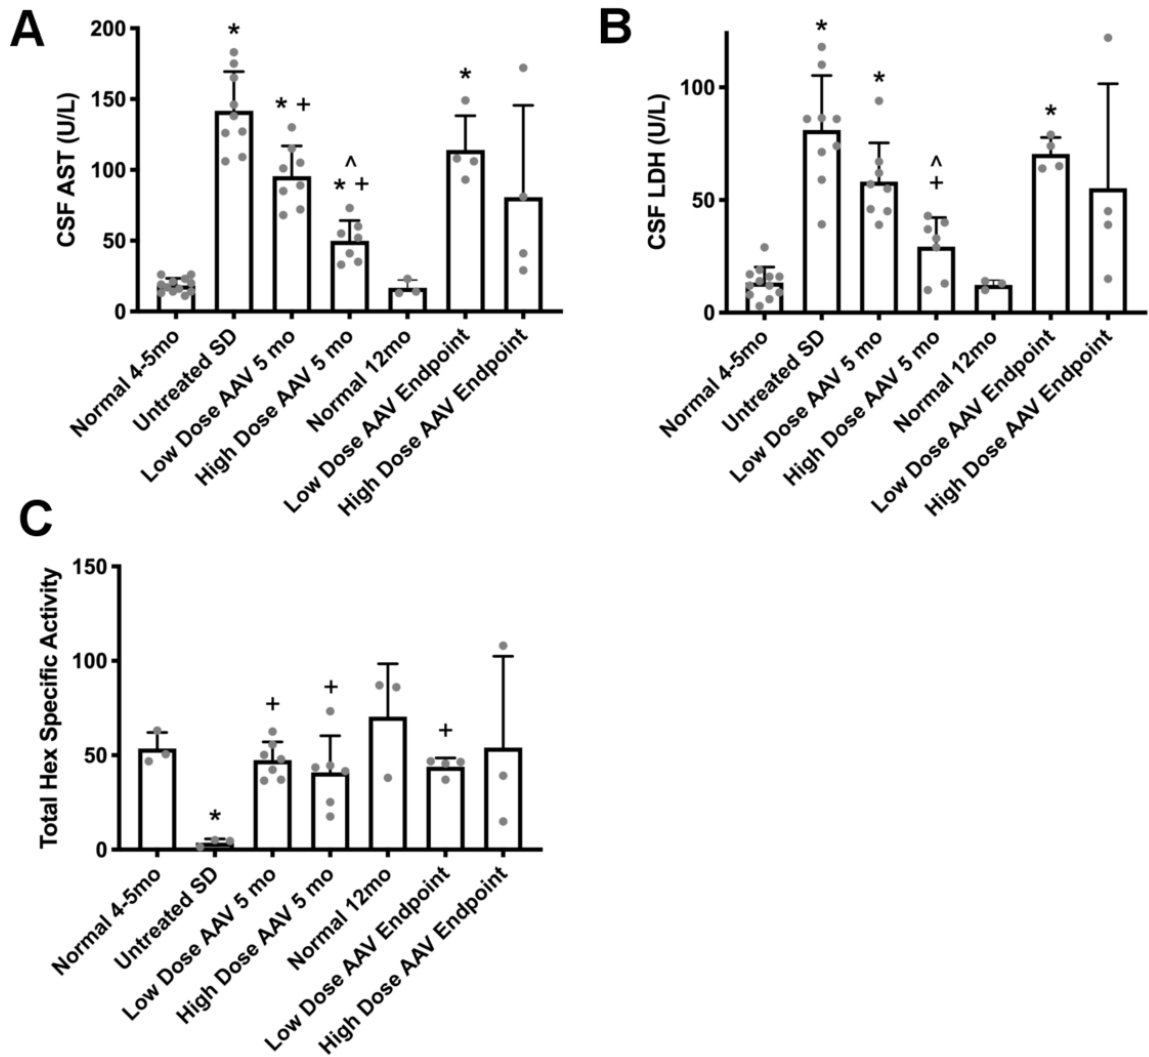 A
CSF AST (U/L)
200
150
100
50
0
*
* +
^
* +
*
Normal 4-5mo
Untreated SD
Low Dose AAV 5 mo
High Dose AAV 5 mo
Normal 12mo
Low Dose AAV Endpoint
High Dose AAV Endpoint
B
CSF LDH (U/L)
100
50
0
*
*
^
+
*
Normal 4-5mo
Untreated SD
Low Dose AAV 5 mo
High Dose AAV 5 mo
Normal 12mo
Low Dose AAV Endpoint
High Dose AAV Endpoint
C
Total Hex Specific Activity
150
100
50
0
*
+
+
+
Normal 4-5mo
Untreated SD
Low Dose AAV 5 mo
High Dose AAV 5 mo
Normal 12mo
Low Dose AAV Endpoint
High Dose AAV Endpoint